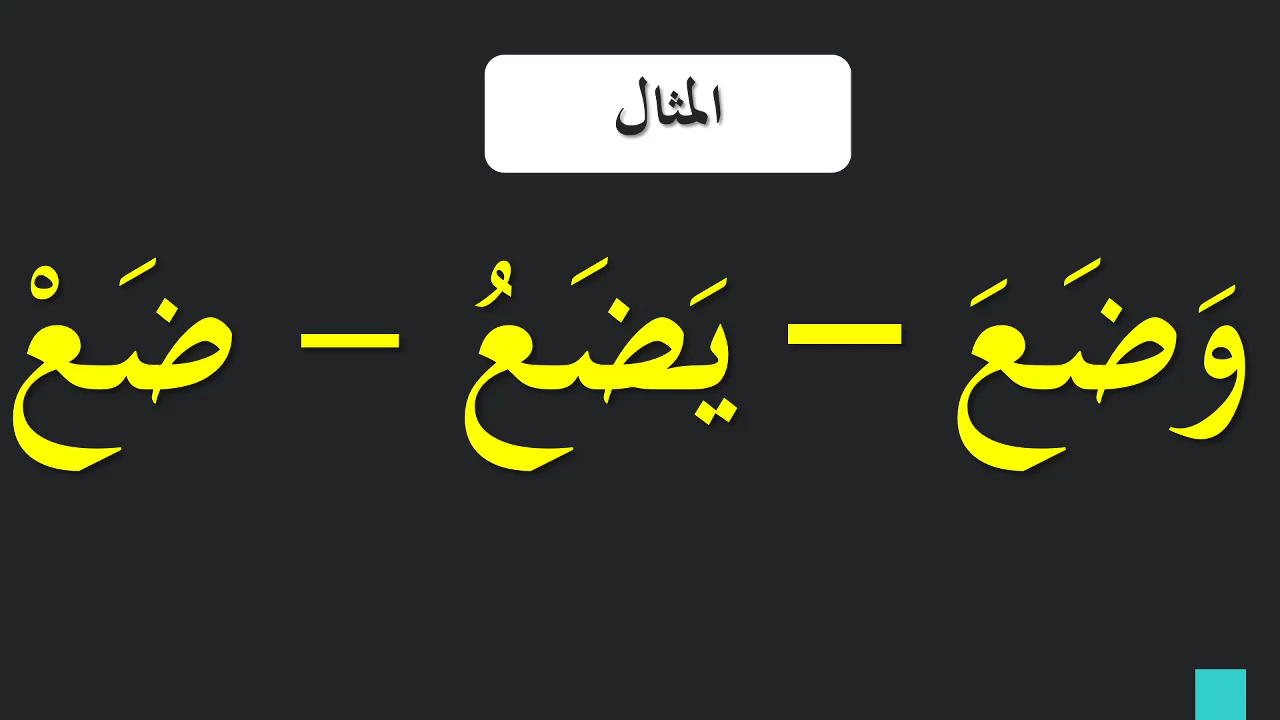 المثال
وَضَعَ – يَضَعُ – ضَعْ